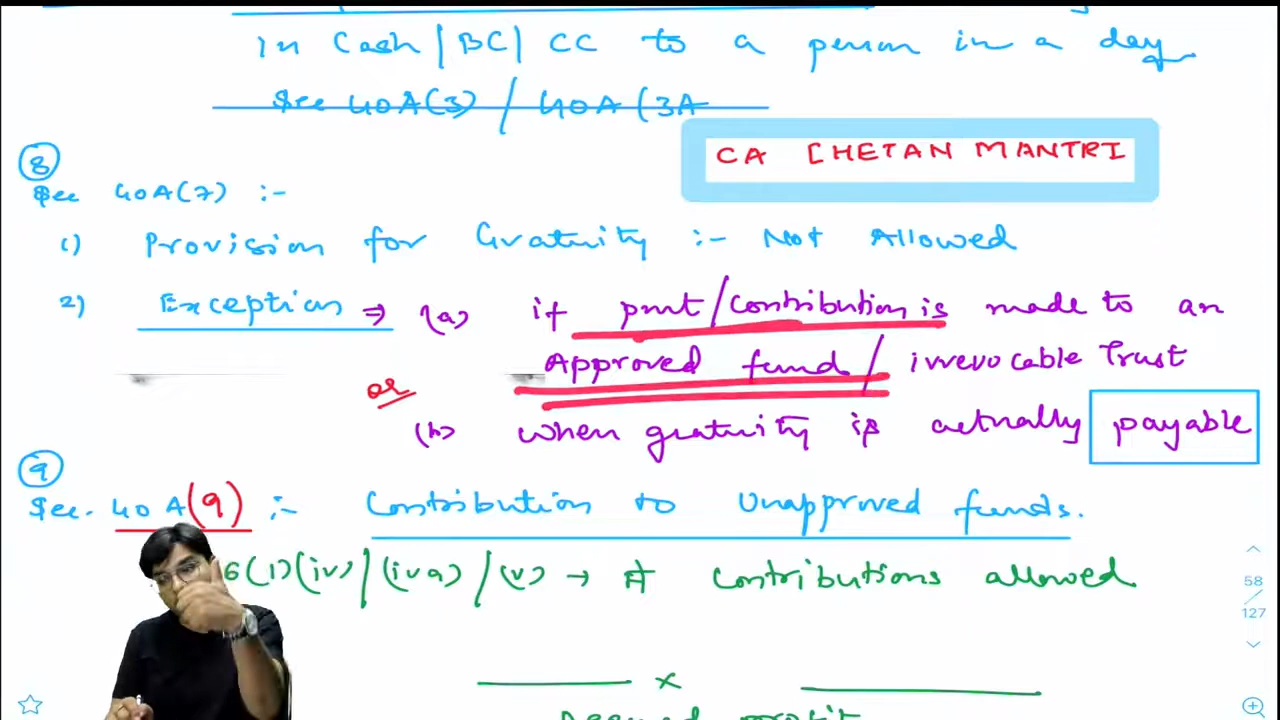 in Cash | BC | CC to a person in a day
See 40A(3) / 40A (3A
CA CHETAN MANTRI
8
Sec 40A(7) :-
1) Provision for Gratuity :- Not Allowed
2) Exception ⇒ (a) if pmt / contribution is made to an
Approved fund / irrevocable Trust
or
(b) when gratuity is actually payable
9
Sec. 40A(9) :- Contribution to Unapproved funds.
6(1)(iv) / (iva) / (v) → contributions allowed
58
127
x